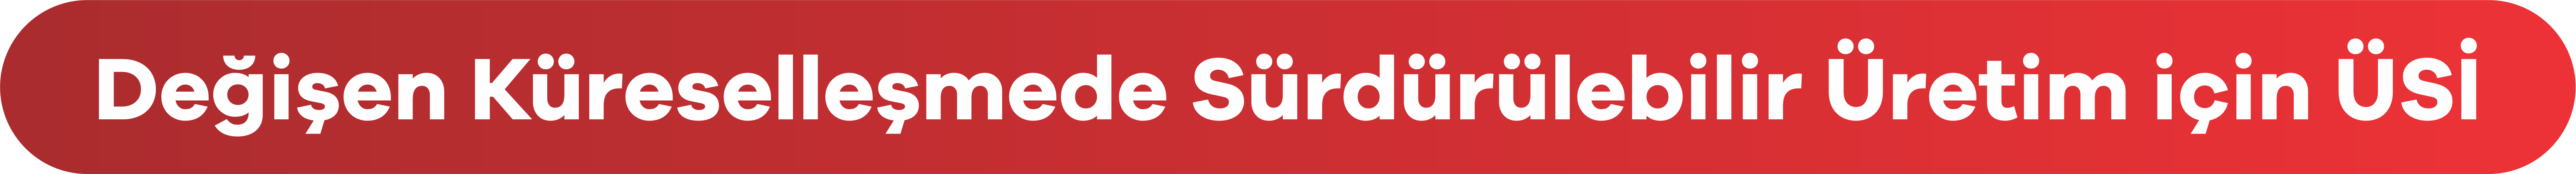 Değişen Küreselleşmede Sürdürülebilir Üretim için ÜSİ